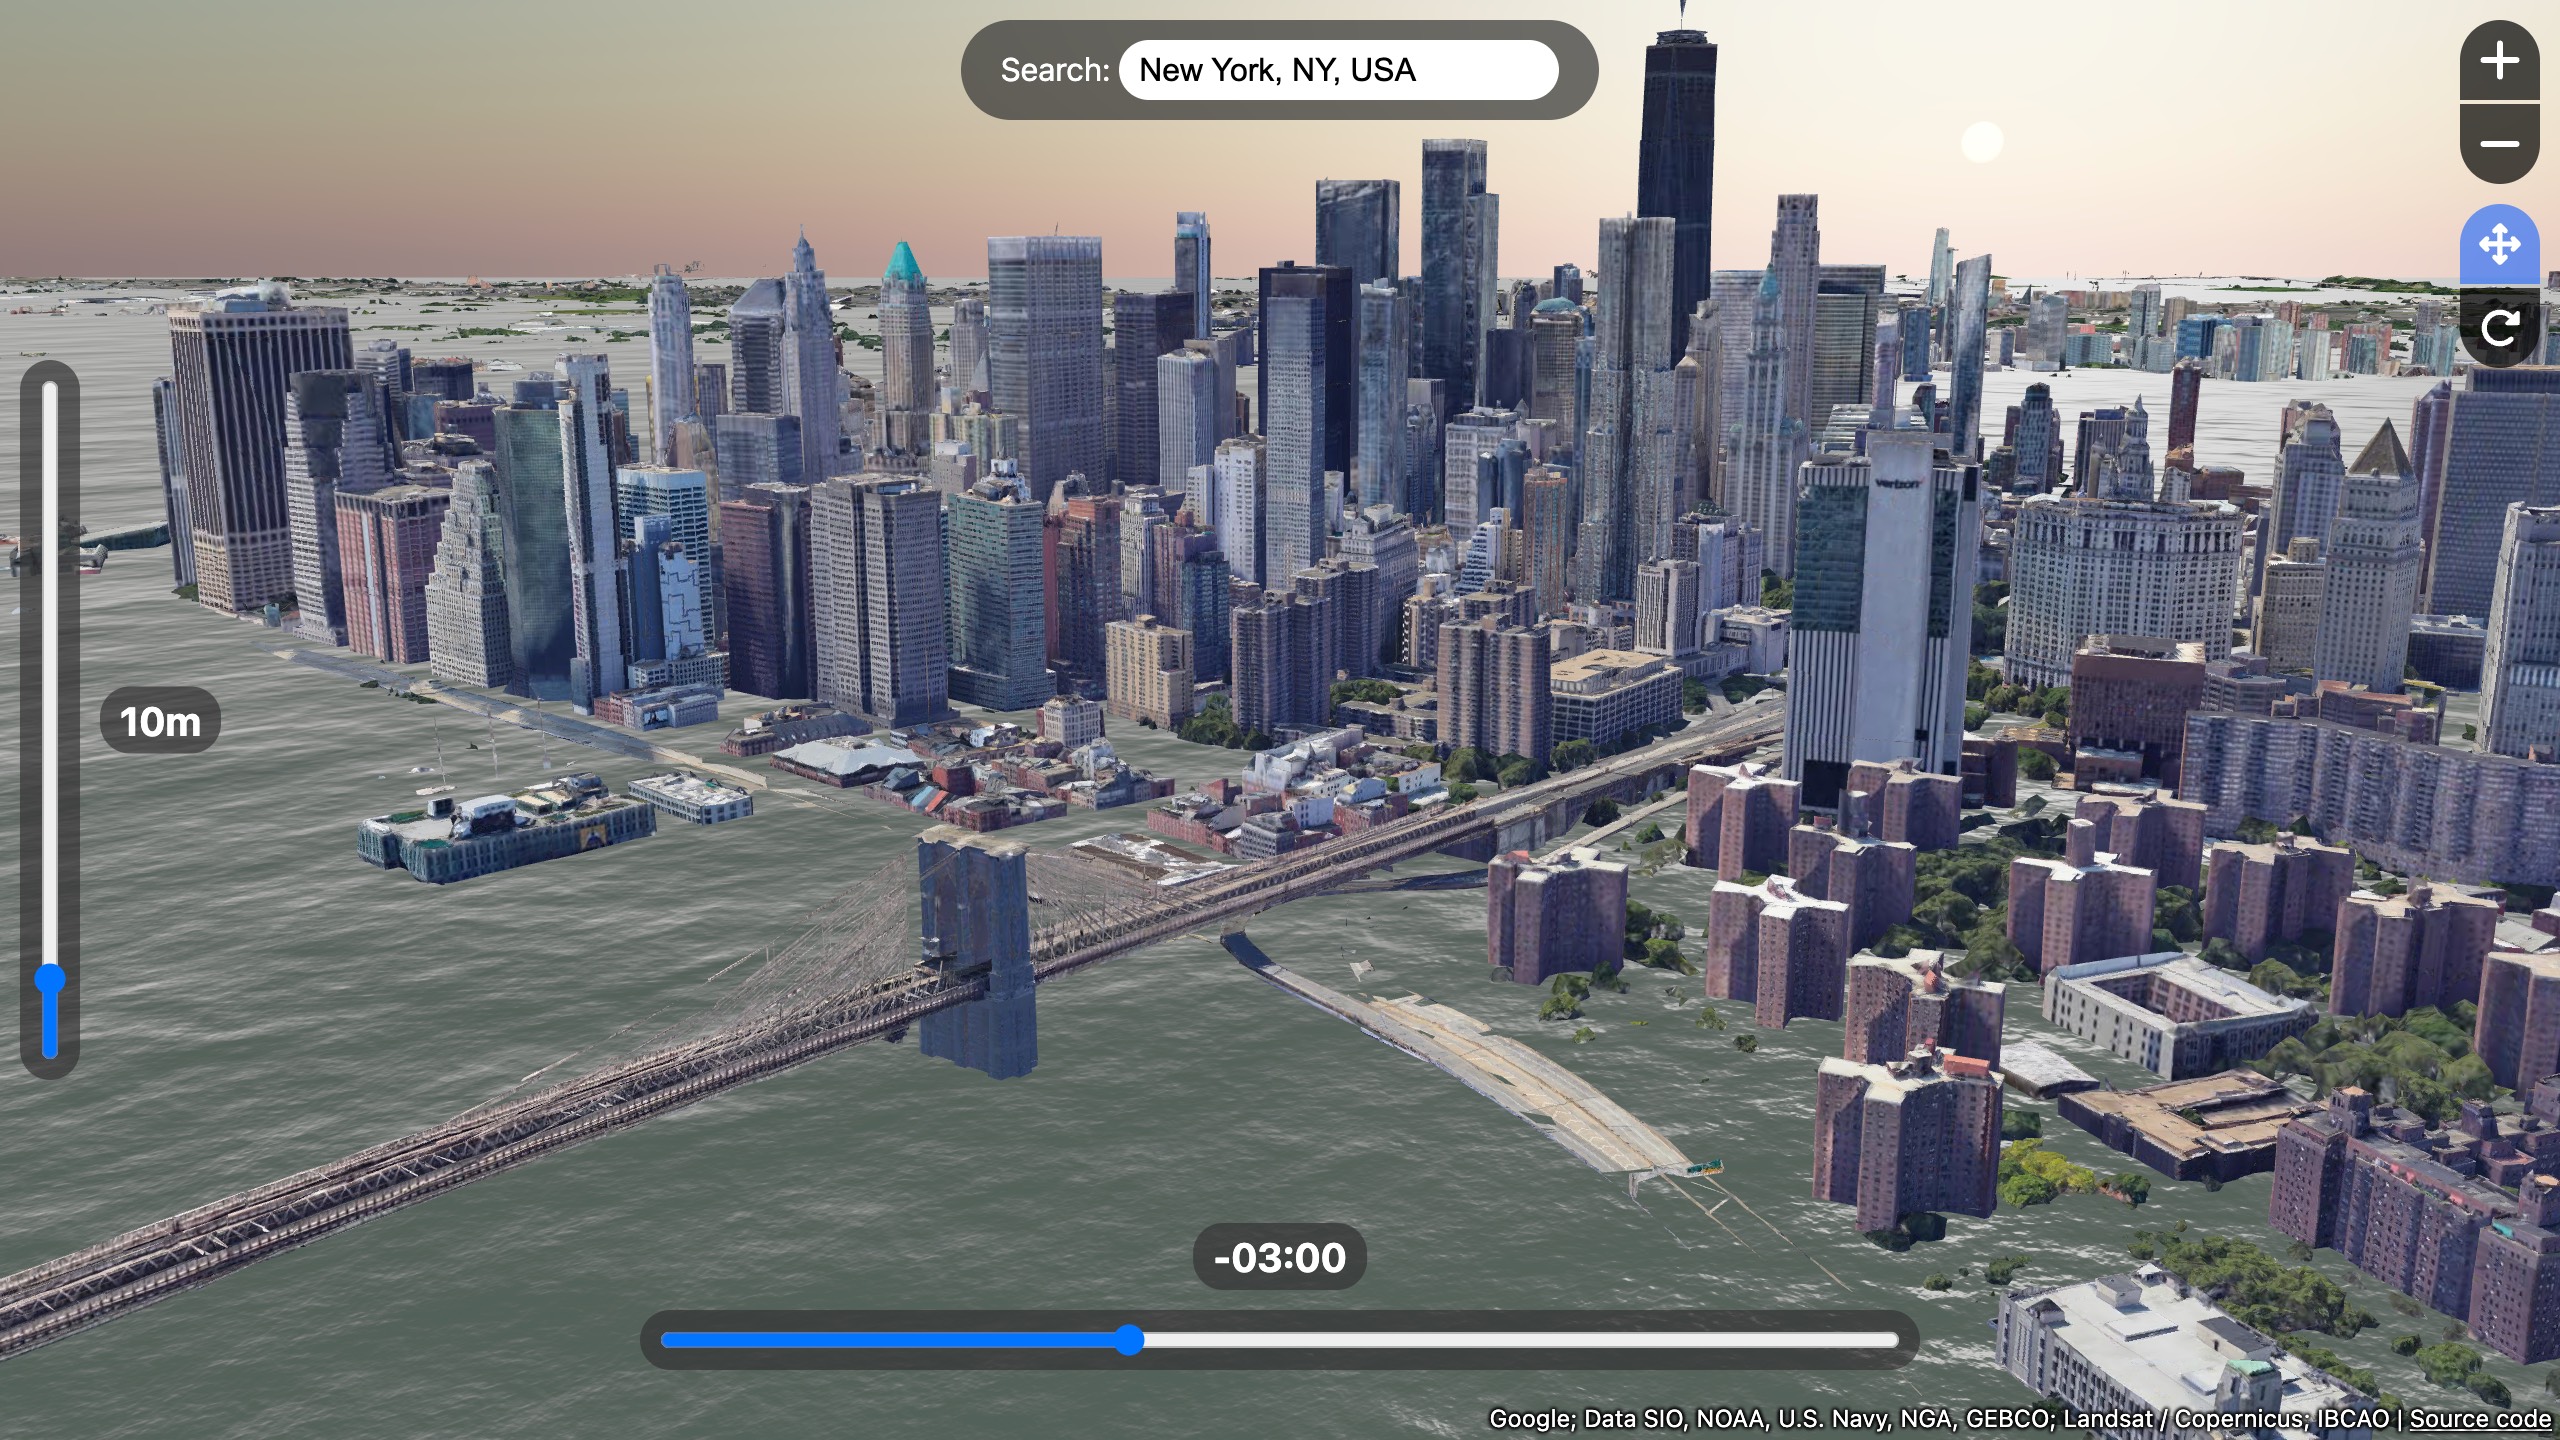 Search: New York, NY, USA
verizon
10m
-03:00
Google; Data SIO, NOAA, U.S. Navy, NGA, GEBCO; Landsat / Copernicus; IBCAO | Source code